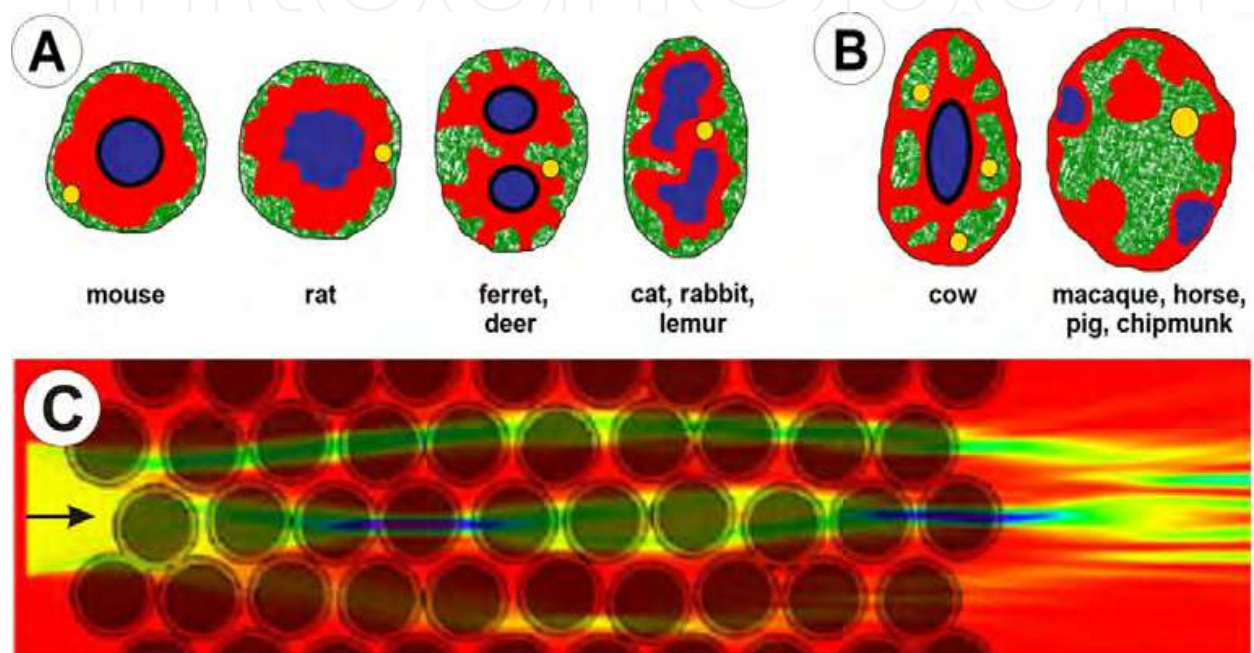 A
B
mouse
rat
ferret,
deer
cat, rabbit,
lemur
cow
macaque, horse,
pig, chipmunk
C